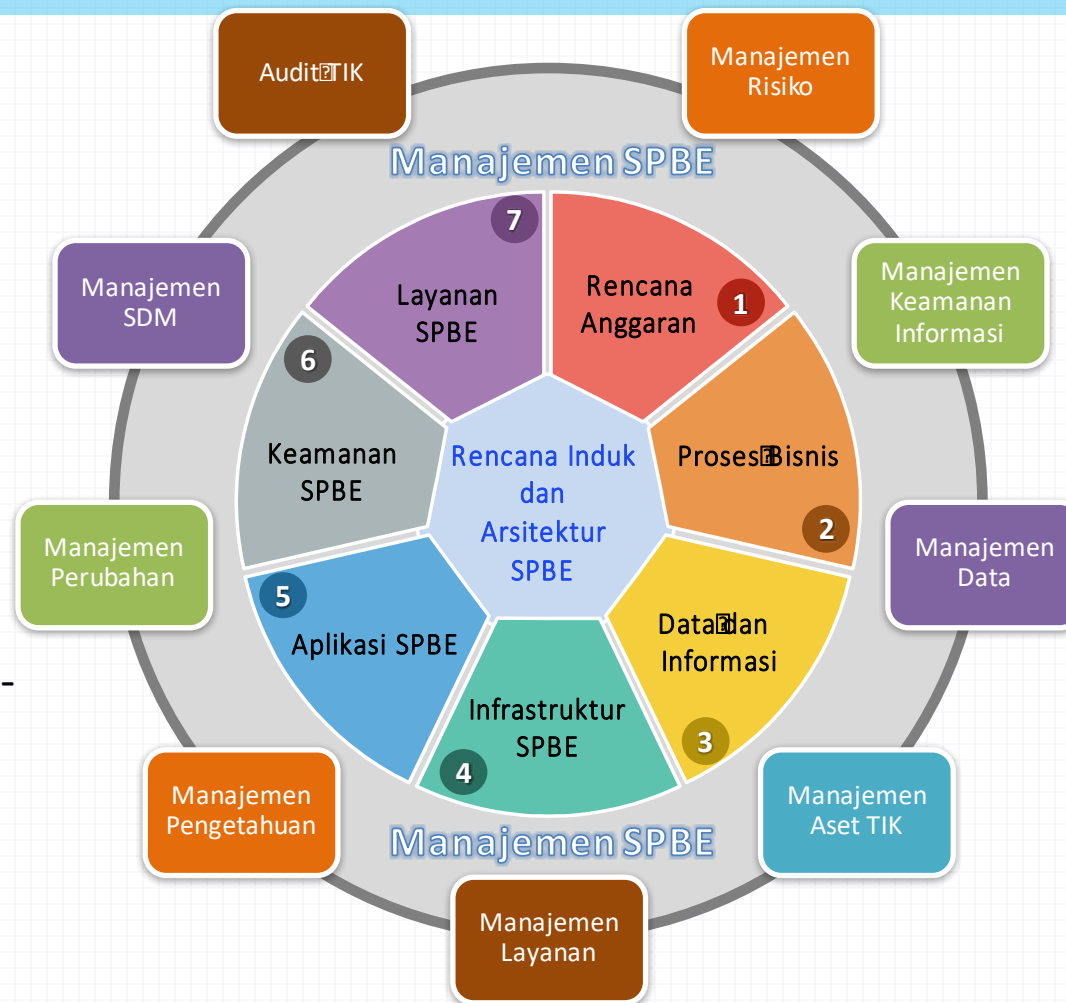 Audit TIK
Manajemen
Risiko
Manajemen SPBE
Manajemen
SDM
Manajemen
Keamanan
Informasi
7
Layanan
SPBE
Rencana
Anggaran
1
6
Keamanan
SPBE
Rencana Induk
dan
Arsitektur
SPBE
Proses Bisnis
2
Manajemen
Perubahan
Manajemen
Data
5
Aplikasi SPBE
Data dan
Informasi
3
-
Infrastruktur
SPBE
4
Manajemen
Pengetahuan
Manajemen
Aset TIK
Manajemen SPBE
Manajemen
Layanan